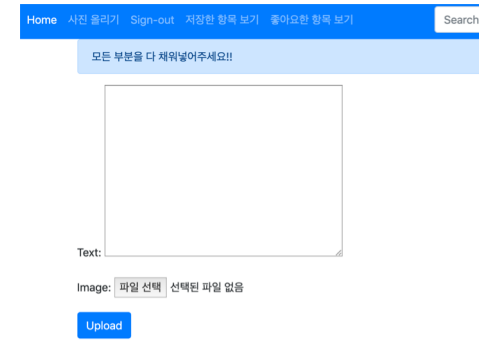 Home 사진 올리기 Sign-out 저장한 항목 보기 좋아요한 항목 보기 Search
모든 부분을 다 채워넣어주세요!!
Text:
Image: 파일 선택 선택된 파일 없음
Upload